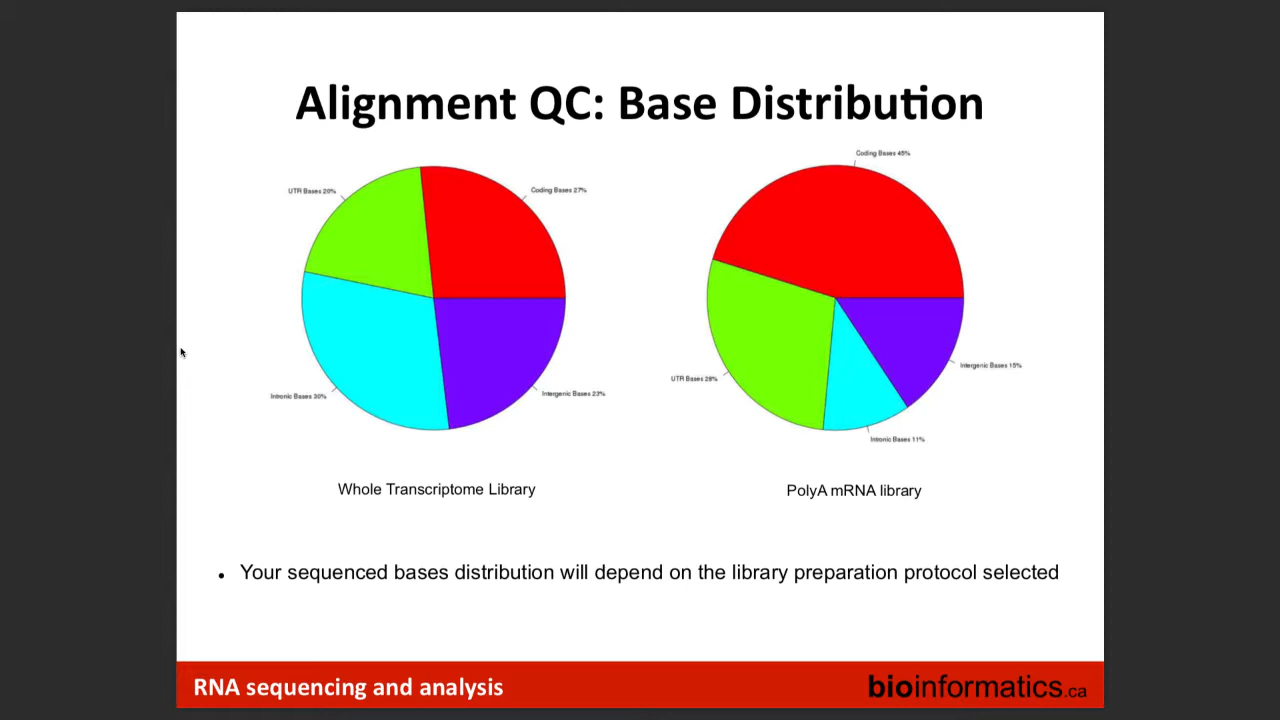 Alignment QC: Base Distribution
UTR Bases 20%
Coding Bases 27%
Intronic Bases 30%
Intergenic Bases 23%
Whole Transcriptome Library
Coding Bases 45%
UTR Bases 28%
Intergenic Bases 15%
Intronic Bases 11%
PolyA mRNA library
• Your sequenced bases distribution will depend on the library preparation protocol selected
RNA sequencing and analysis
bioinformatics.ca